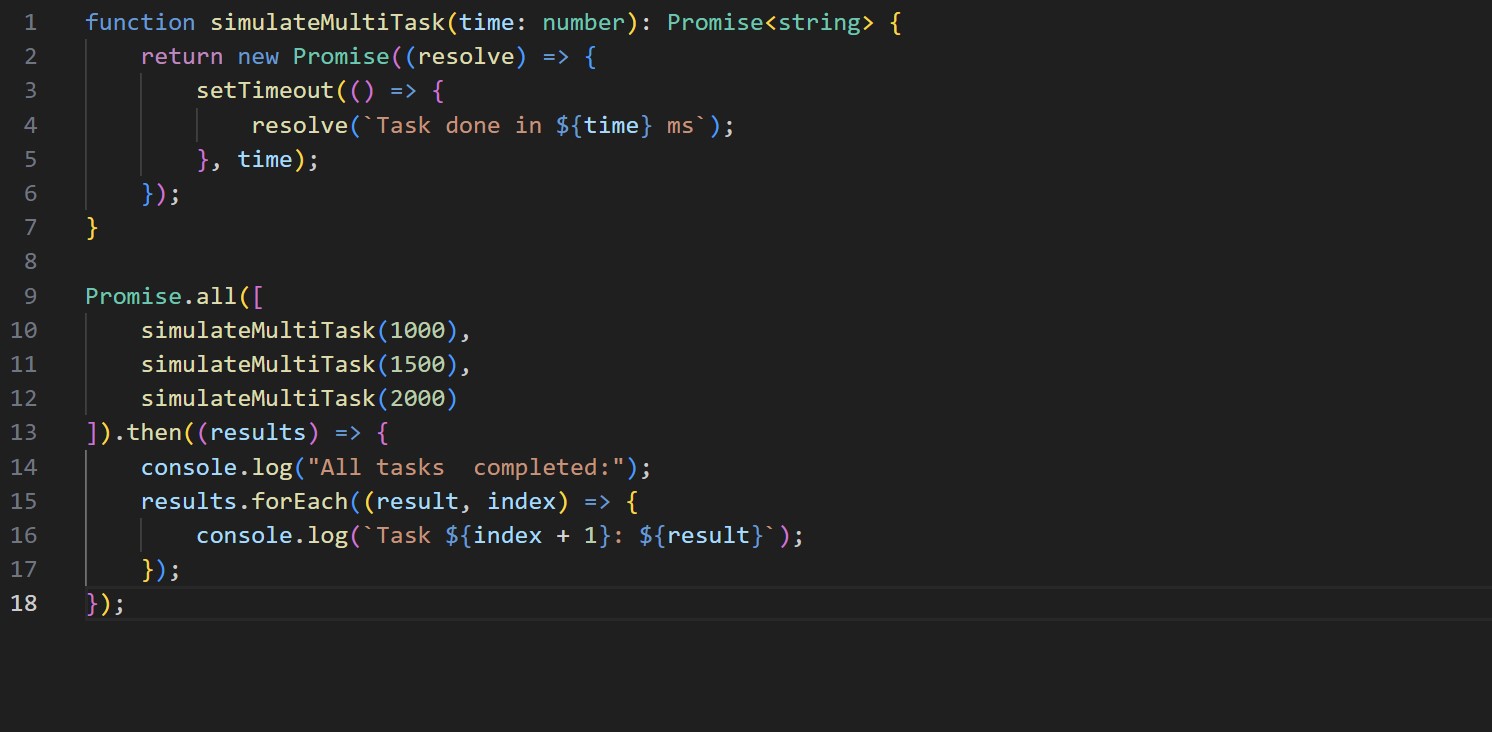 1 function simulateMultiTask(time: number): Promise<string> {
2     return new Promise((resolve) => {
3         setTimeout(() => {
4             resolve(`Task done in ${time} ms`);
5         }, time);
6     });
7 }
8
9 Promise.all([
10     simulateMultiTask(1000),
11     simulateMultiTask(1500),
12     simulateMultiTask(2000)
13 ]).then((results) => {
14     console.log("All tasks  completed:");
15     results.forEach((result, index) => {
16         console.log(`Task ${index + 1}: ${result}`);
17     });
18 });